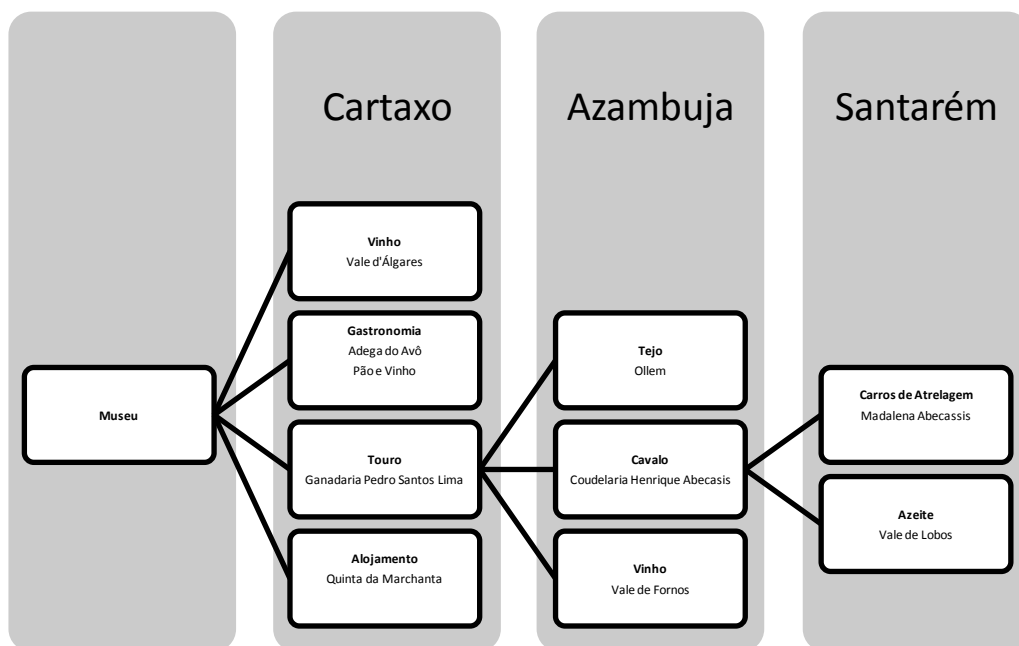 Cartaxo
Azambuja
Santarém
Museu
Vinho
Vale d'Álgares
Gastronomia
Adega do Avô
Pão e Vinho
Touro
Ganadaria Pedro Santos Lima
Alojamento
Quinta da Marchanta
Tejo
Ollem
Cavalo
Coudelaria Henrique Abecasis
Vinho
Vale de Fornos
Carros de Atrelagem
Madalena Abecassis
Azeite
Vale de Lobos